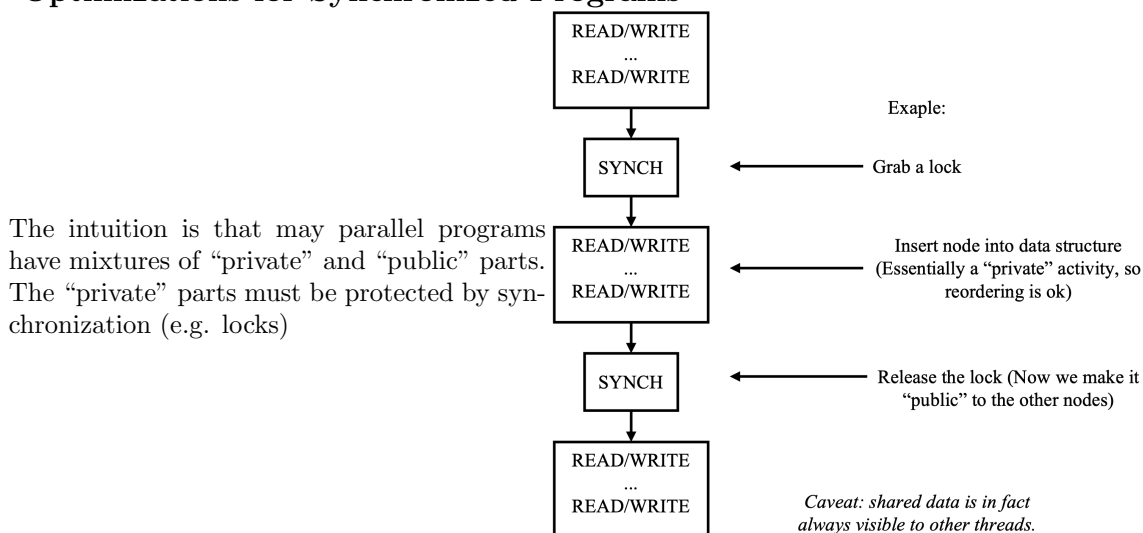 Optimizations for Synchronized Programs
READ/WRITE
...
READ/WRITE
Exaple:
SYNCH
Grab a lock
The intuition is that may parallel programs
have mixtures of “private” and “public” parts.
The “private” parts must be protected by syn-
chronization (e.g. locks)
READ/WRITE
...
READ/WRITE
Insert node into data structure
(Essentially a “private” activity, so
reordering is ok)
SYNCH
Release the lock (Now we make it
“public” to the other nodes)
READ/WRITE
...
READ/WRITE
Caveat: shared data is in fact
always visible to other threads.